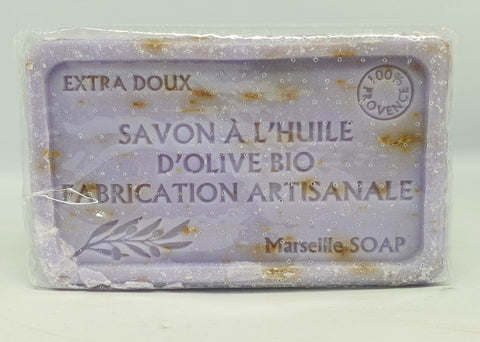 EXTRA DOUX
100% PROVENCE
SAVON À L'HUILE
D'OLIVE BIO
FABRICATION ARTISANALE
Marseille SOAP